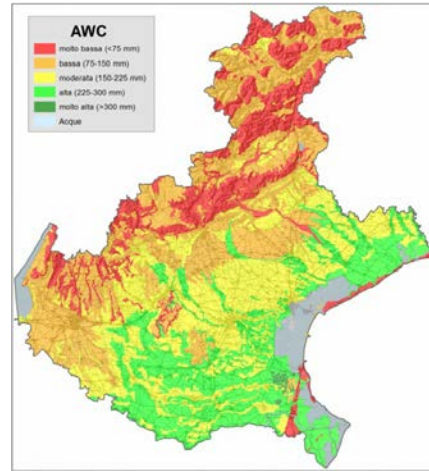 AWC
molto bassa (<75 mm)
bassa (75-150 mm)
moderata (150-225 mm)
alta (225-300 mm)
molto alta (>300 mm)
Acque